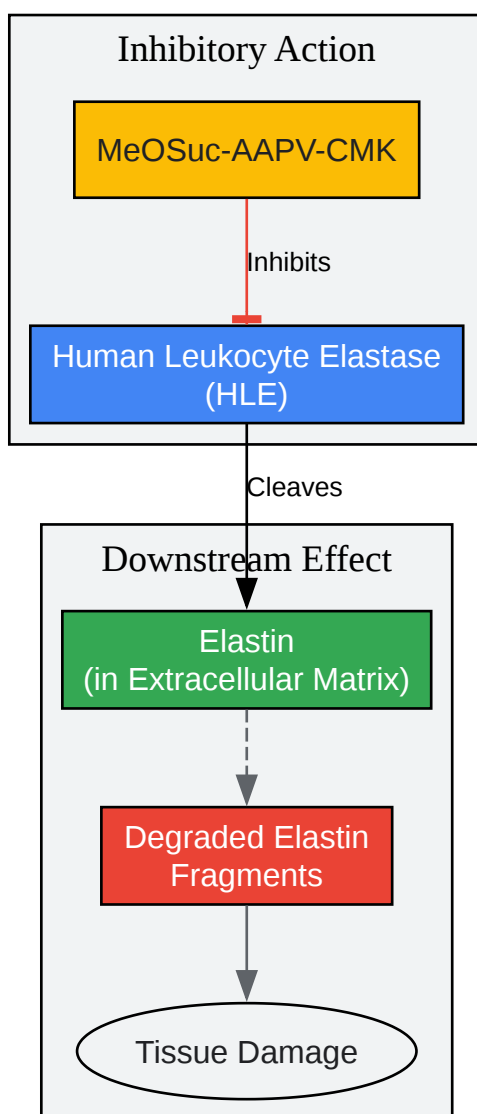 Inhibitory Action
MeOSuc-AAPV-CMK
Inhibits
Human Leukocyte Elastase
(HLE)
Cleaves
Downstream Effect
Elastin
(in Extracellular Matrix)
Degraded Elastin
Fragments
Tissue Damage